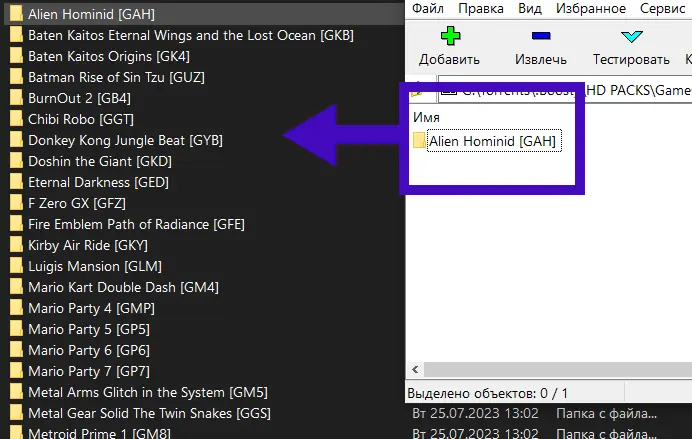 Alien Hominid [GAH]
Baten Kaitos Eternal Wings and the Lost Ocean [GKB]
Baten Kaitos Origins [GK4]
Batman Rise of Sin Tzu [GUZ]
BurnOut 2 [GB4]
Chibi Robo [GGT]
Donkey Kong Jungle Beat [GYB]
Doshin the Giant [GKD]
Eternal Darkness [GED]
F Zero GX [GFZ]
Fire Emblem Path of Radiance [GFE]
Kirby Air Ride [GKY]
Luigis Mansion [GLM]
Mario Kart Double Dash [GM4]
Mario Party 4 [GMP]
Mario Party 5 [GP5]
Mario Party 6 [GP6]
Mario Party 7 [GP7]
Metal Arms Glitch in the System [GM5]
Metal Gear Solid The Twin Snakes [GGS]
Metroid Prime 1 [GM8]
Файл Правка Вид Избранное Сервис
Добавить Извлечь Тестировать
HD PACKS\Game
Имя
Alien Hominid [GAH]
Выделено объектов: 0 / 1
Вт 25.07.2023 13:02 Папка с файла...
Вт 25.07.2023 13:02 Папка с файла...